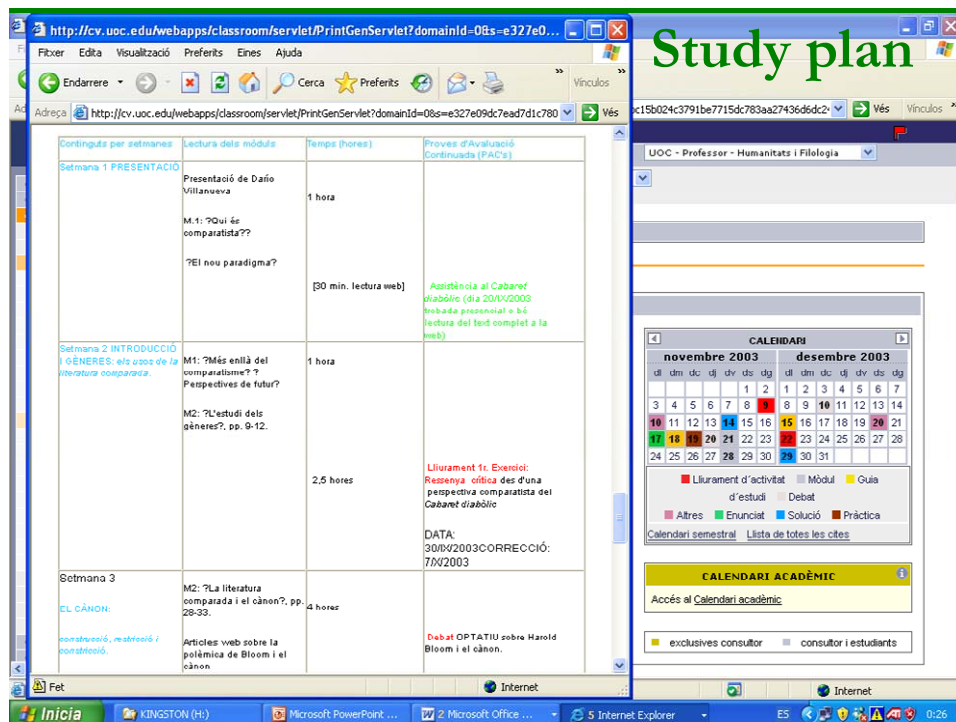 Study plan
http://cv.uoc.edu/webapps/classroom/servlet/PrintGenServlet?domainId=0&s=e327e0...
Fitxer Edita Visualització Preferits Eines Ajuda
Endarrere Cerca Preferits Vínculos
Adreça http://cv.uoc.edu/webapps/classroom/servlet/PrintGenServlet?domainId=0&s=e327e09dc7ead7d1c780 Vés
Continguts per setmanes
Lectura dels mòduls
Temps (hores)
Proves d'Avaluació
Continuada (PAC's)
Setmana 1 PRESENTACIÓ
Presentació de Darío
Villanueva
1 hora
M.1: ?Qui és
comparatista??
?El nou paradigma?
[30 min. lectura web]
Assistència al Cabaret
diabòlic (dia 20/IX/2003
trobada presencial o bé
lectura del text complet a la
web)
Setmana 2 INTRODUCCIÓ
I GÈNERES: els usos de la
literatura comparada.
M1: ?Més enllà del
comparatisme? ?
Perspectives de futur?
1 hora
M2: ?L'estudi dels
gèneres?, pp. 9-12.
2,5 hores
Lliurament 1r. Exercici:
Ressenya crítica des d'una
perspectiva comparatista del
Cabaret diabòlic
DATA:
30/IX/2003CORRECCIÓ:
7/X/2003
Setmana 3
EL CÀNON:
construcció, restricció i
constricció.
M2: ?La literatura
comparada i el cànon?, pp.
28-33.
4 hores
Articles web sobre la
polèmica de Bloom i el
cànon
Debat OPTATIU sobre Harold
Bloom i el cànon.
Fet Internet
bc15b024c3791be7715dc783aa27436d6dc2 Vés Vínculos
UOC - Professor - Humanitats i Filologia
CALENDARI
novembre 2003 desembre 2003
dl dm dc dj dv ds dg dl dm dc dj dv ds dg
1 2 1 2 3 4 5 6 7
3 4 5 6 7 8 9 8 9 10 11 12 13 14
10 11 12 13 14 15 16 15 16 17 18 19 20 21
17 18 19 20 21 22 23 22 23 24 25 26 27 28
24 25 26 27 28 29 30 29 30 31
Lliurament d´activitat Mòdul Guia
d´estudi Debat
Altres Enunciat Solució Pràctica
Calendari semestral Llista de totes les cites
CALENDARI ACADÈMIC
Accés al Calendari acadèmic
exclusives consultor consultor i estudiants
Internet
Inicia KINGSTON (H:) Microsoft PowerPoint ... 2 Microsoft Office ... 5 Internet Explorer ES 0:26